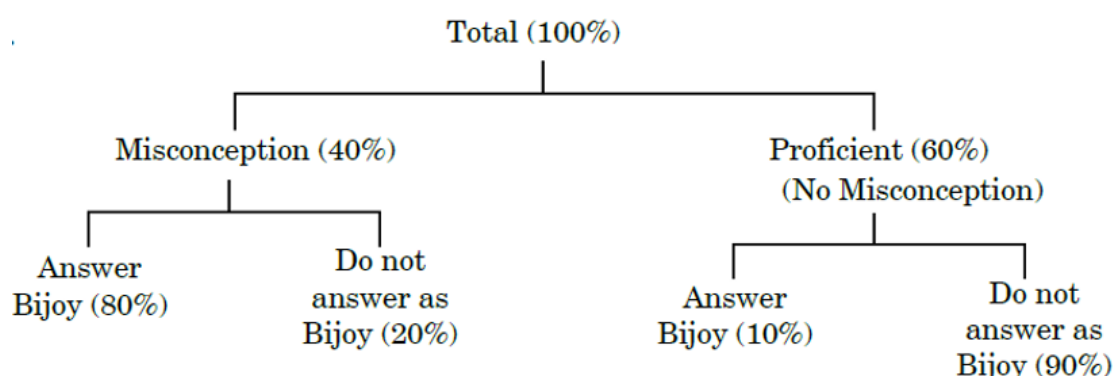 Total (100%)
Misconception (40%)
Proficient (60%)
(No Misconception)
Answer
Bijoy (80%)
Do not
answer as
Bijoy (20%)
Answer
Bijoy (10%)
Do not
answer as
Bijoy (90%)